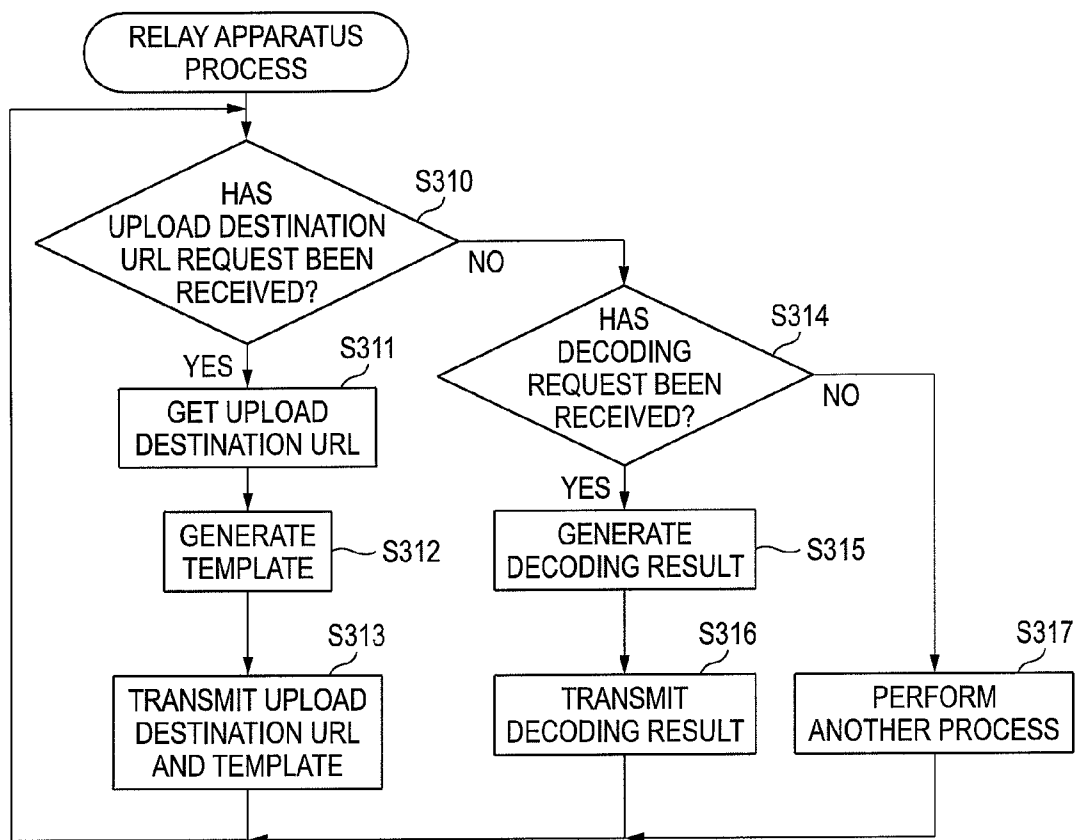 RELAY APPARATUS
PROCESS
HAS
UPLOAD DESTINATION
URL REQUEST BEEN
RECEIVED?
S310
NO
YES
S311
GET UPLOAD
DESTINATION URL
GENERATE
TEMPLATE
S312
S313
TRANSMIT UPLOAD
DESTINATION URL
AND TEMPLATE
HAS
DECODING
REQUEST BEEN
RECEIVED?
S314
NO
YES
GENERATE
DECODING RESULT
S315
S316
TRANSMIT
DECODING RESULT
S317
PERFORM
ANOTHER PROCESS